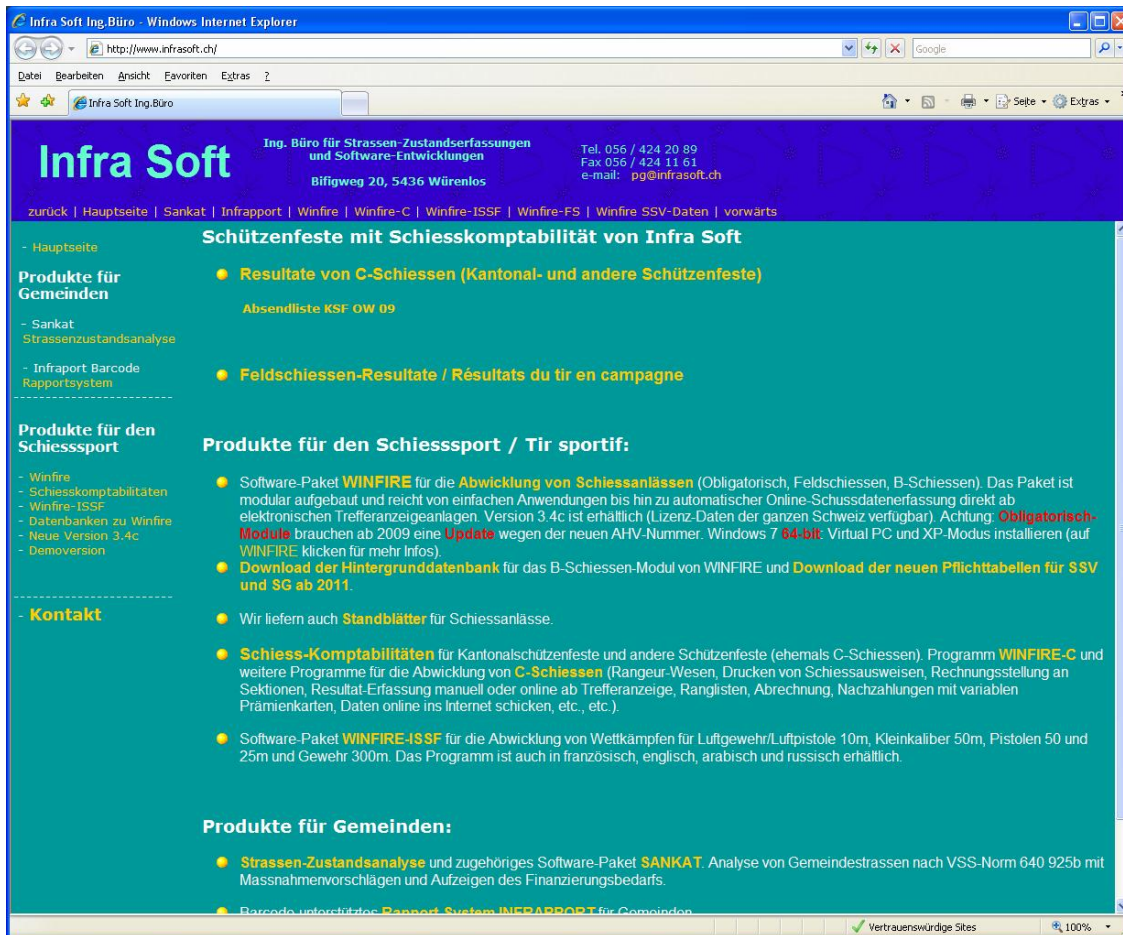 Infra Soft Ing.Büro - Windows Internet Explorer
http://www.infrasoft.ch/
Google
Datei Bearbeiten Ansicht Favoriten Extras ?
Infra Soft Ing.Büro
Seite Extras
Infra Soft
Ing. Büro für Strassen-Zustandserfassungen
und Software-Entwicklungen
Bifigweg 20, 5436 Würenlos
Tel. 056 / 424 20 89
Fax 056 / 424 11 61
e-mail: pg@infrasoft.ch
zurück | Hauptseite | Sankat | Infrapport | Winfire | Winfire-C | Winfire-ISSF | Winfire-FS | Winfire SSV-Daten | vorwärts
- Hauptseite
Produkte für
Gemeinden
- Sankat
Strassenzustandsanalyse
- Infraport Barcode
Rapportsystem
-------------------------
Produkte für den
Schiesssport
- Winfire
- Schiesskomptabilitäten
- Winfire-ISSF
- Datenbanken zu Winfire
- Neue Version 3.4c
- Demoversion
-------------------------
- Kontakt
Schützenfeste mit Schiesskomptabilität von Infra Soft
Resultate von C-Schiessen (Kantonal- und andere Schützenfeste)
Absendliste KSF OW 09
Feldschiessen-Resultate / Résultats du tir en campagne
Produkte für den Schiesssport / Tir sportif:
Software-Paket WINFIRE für die Abwicklung von Schiessanlässen (Obligatorisch, Feldschiessen, B-Schiessen). Das Paket ist
modular aufgebaut und reicht von einfachen Anwendungen bis hin zu automatischer Online-Schussdatenerfassung direkt ab
elektronischen Trefferanzeigeanlagen. Version 3.4c ist erhältlich (Lizenz-Daten der ganzen Schweiz verfügbar). Achtung: Obligatorisch-
Module brauchen ab 2009 eine Update wegen der neuen AHV-Nummer. Windows 7 64-bit: Virtual PC und XP-Modus installieren (auf
WINFIRE klicken für mehr Infos).
Download der Hintergrunddatenbank für das B-Schiessen-Modul von WINFIRE und Download der neuen Pflichttabellen für SSV
und SG ab 2011.
Wir liefern auch Standblätter für Schiessanlässe.
Schiess-Komptabilitäten für Kantonalschützenfeste und andere Schützenfeste (ehemals C-Schiessen). Programm WINFIRE-C und
weitere Programme für die Abwicklung von C-Schiessen (Rangeur-Wesen, Drucken von Schiessausweisen, Rechnungsstellung an
Sektionen, Resultat-Erfassung manuell oder online ab Trefferanzeige, Ranglisten, Abrechnung, Nachzahlungen mit variablen
Prämienkarten, Daten online ins Internet schicken, etc., etc.).
Software-Paket WINFIRE-ISSF für die Abwicklung von Wettkämpfen für Luftgewehr/Luftpistole 10m, Kleinkaliber 50m, Pistolen 50 und
25m und Gewehr 300m. Das Programm ist auch in französisch, englisch, arabisch und russisch erhältlich.
Produkte für Gemeinden:
Strassen-Zustandsanalyse und zugehöriges Software-Paket SANKAT. Analyse von Gemeindestrassen nach VSS-Norm 640 925b mit
Massnahmenvorschlägen und Aufzeigen des Finanzierungsbedarfs.
Barcode unterstütztes Rapport-System INFRAPPORT für Gemeinden
Vertrauenswürdige Sites
100%